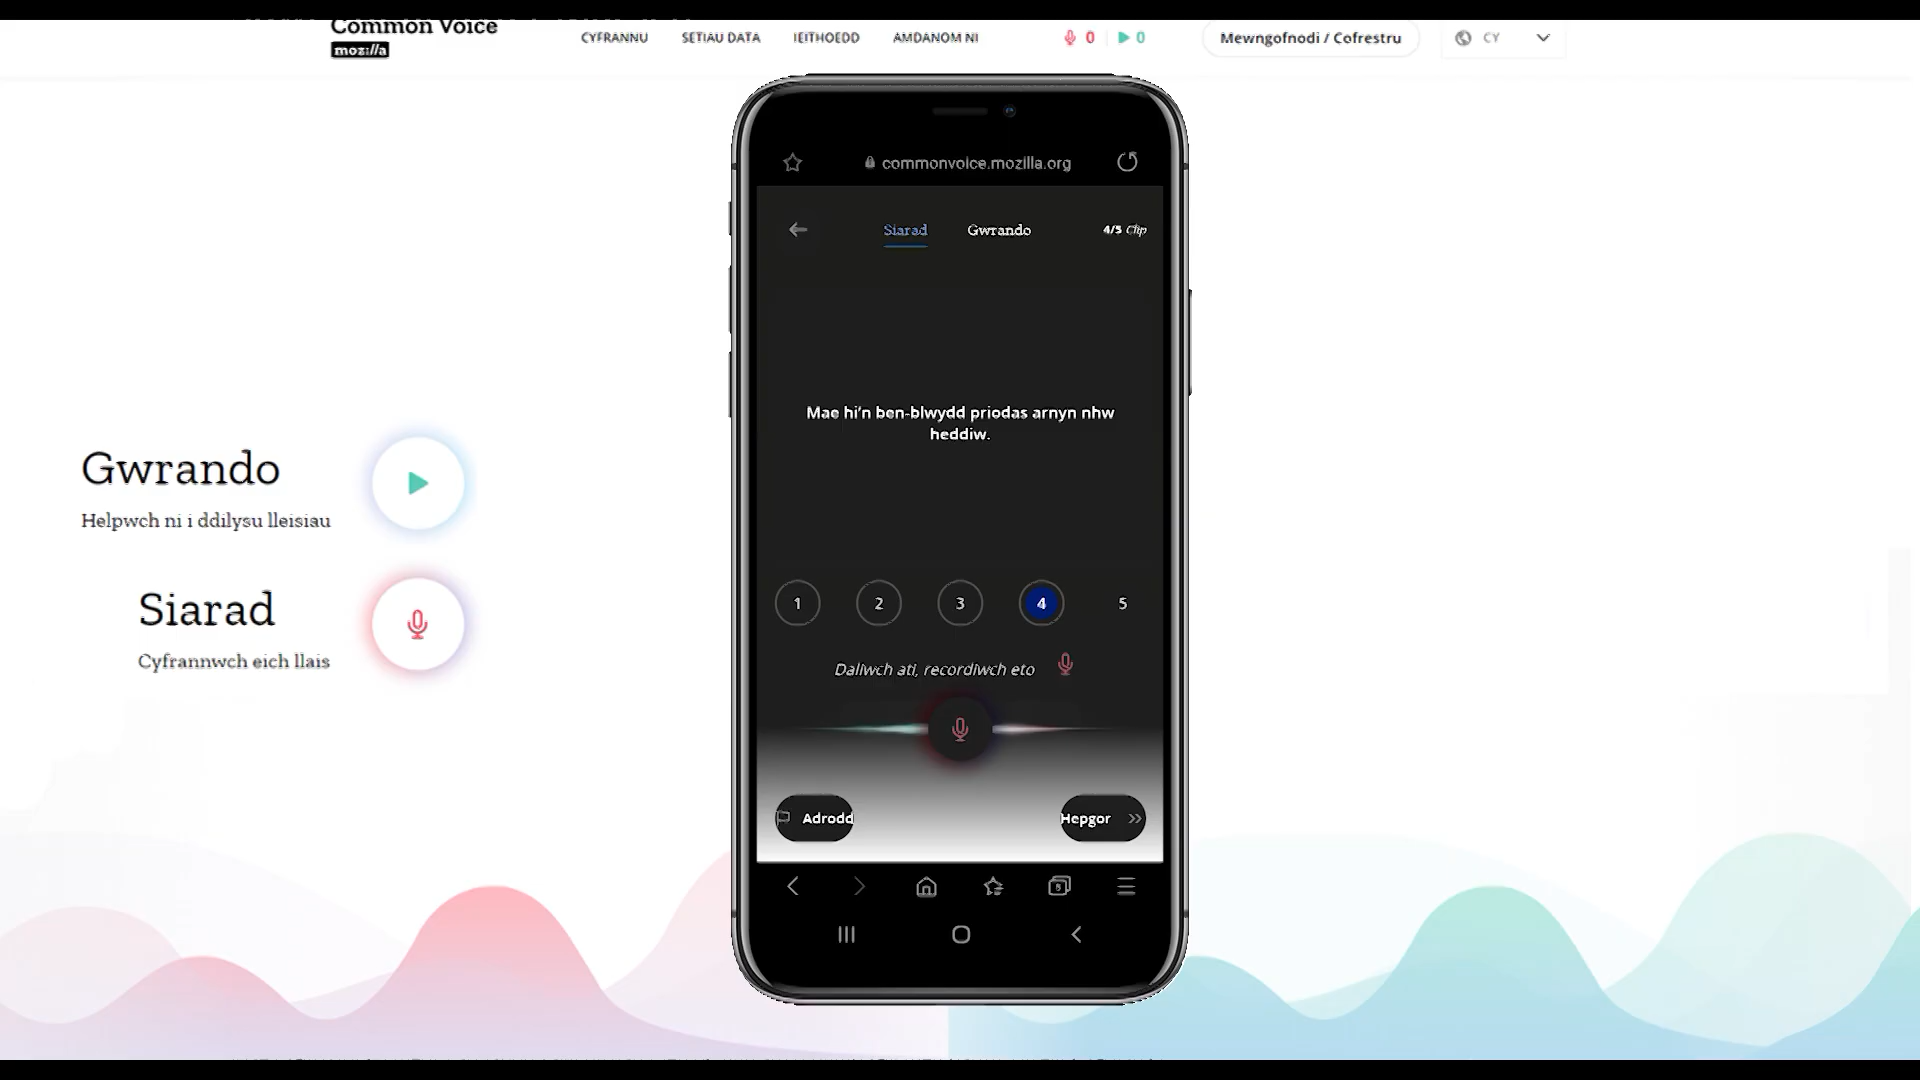 Common Voice
mozilla
CYFRANNU SETIAU DATA IEITHOEDD AMDANOM NI 0 0 Mewngofnodi / Cofrestru CY
commonvoice.mozilla.org
Siarad Gwrando 4/5 Clip
Mae hi'n ben-blwydd priodas arnyn nhw
heddiw.
Gwrando
Helpwch ni i ddilysu lleisiau
Siarad
Cyfrannwch eich llais
1 2 3 4 5
Daliwch ati, recordiwch eto
Adrodd Hepgor